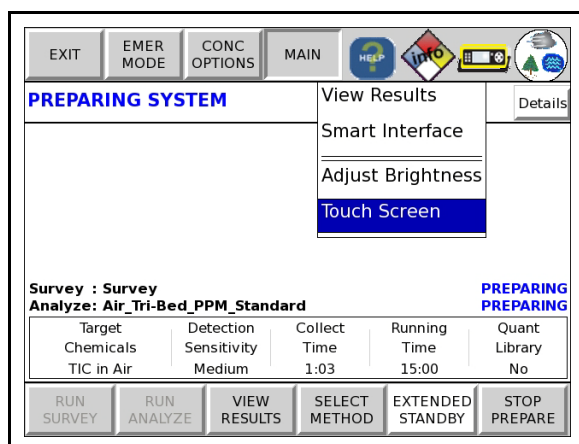 EXIT
EMER
MODE
CONC
OPTIONS
MAIN
HELP
info
PREPARING SYSTEM
Details
View Results
Smart Interface
Adjust Brightness
Touch Screen
Survey : Survey PREPARING
Analyze: Air_Tri-Bed_PPM_Standard PREPARING
Target Detection Collect Running Quant
Chemicals Sensitivity Time Time Library
TIC in Air Medium 1:03 15:00 No
RUN
SURVEY
RUN
ANALYZE
VIEW
RESULTS
SELECT
METHOD
EXTENDED
STANDBY
STOP
PREPARE